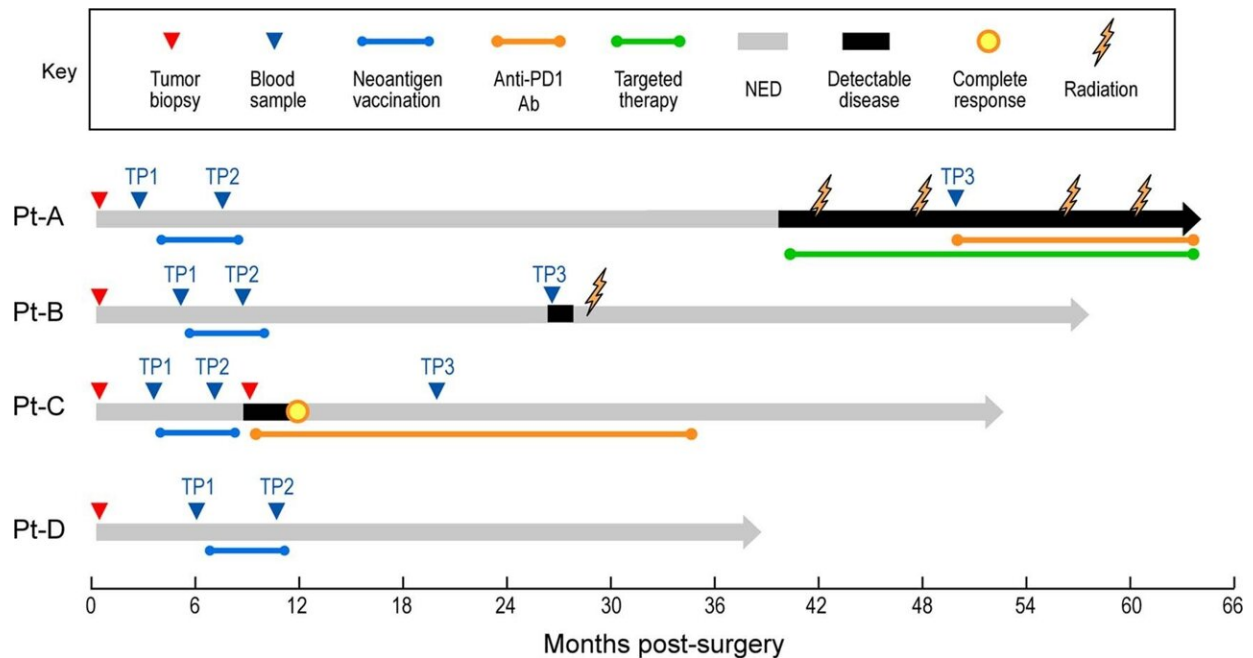 Key
Tumor
biopsy
Blood
sample
Neoantigen
vaccination
Anti-PD1
Ab
Targeted
therapy
NED
Detectable
disease
Complete
response
Radiation
Pt-A
TP1
TP2
TP3
Pt-B
TP1
TP2
TP3
Pt-C
TP1
TP2
TP3
Pt-D
TP1
TP2
0 6 12 18 24 30 36 42 48 54 60 66
Months post-surgery